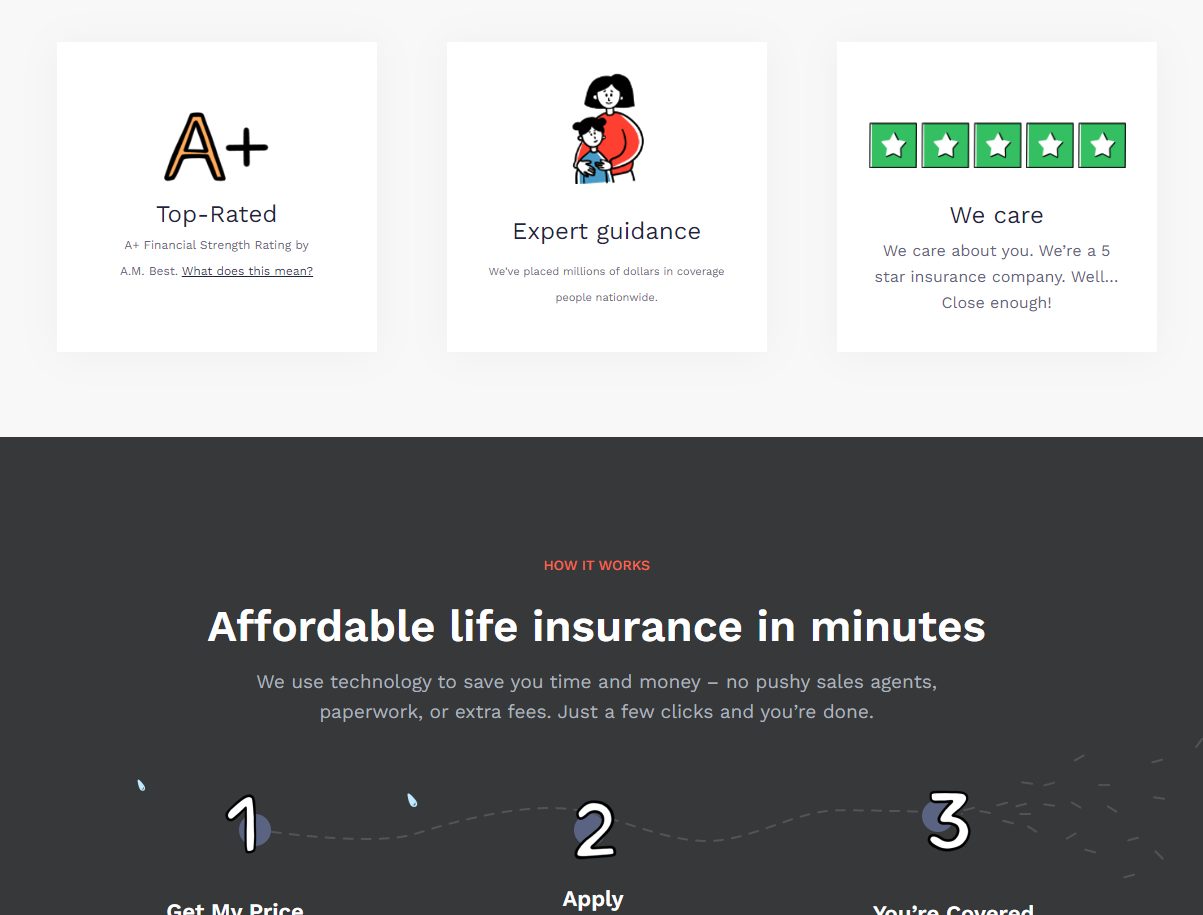 A+
Top-Rated
A+ Financial Strength Rating by
A.M. Best. What does this mean?
Expert guidance
We've placed millions of dollars in coverage
people nationwide.
We care
We care about you. We’re a 5
star insurance company. Well...
Close enough!
HOW IT WORKS
Affordable life insurance in minutes
We use technology to save you time and money – no pushy sales agents,
paperwork, or extra fees. Just a few clicks and you’re done.
1
2
3
Get My Price
Apply
You’re Covered